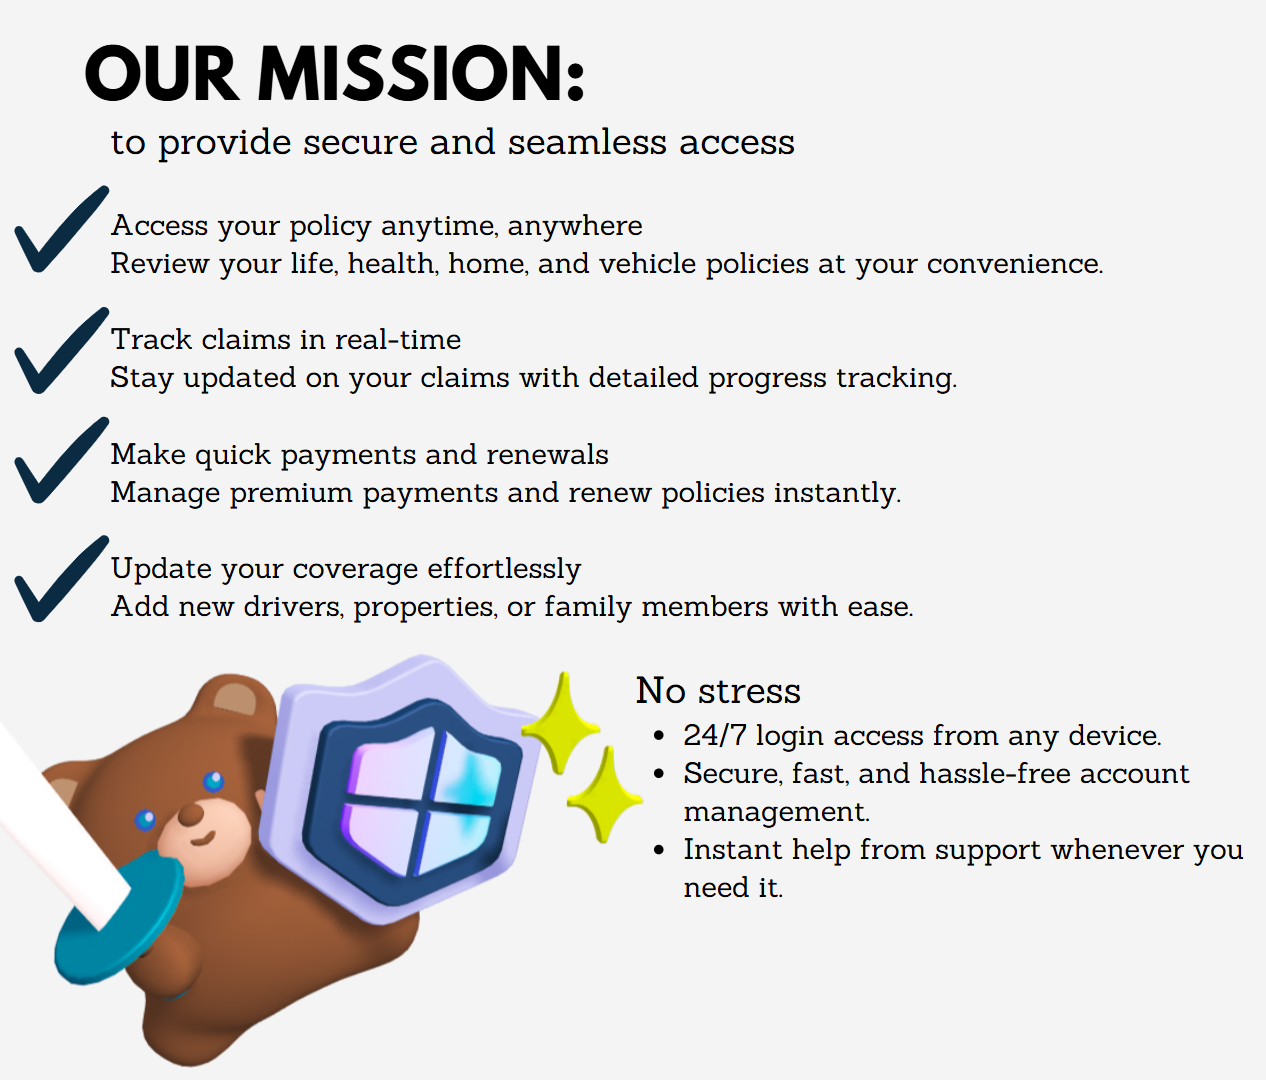 OUR MISSION:
to provide secure and seamless access
Access your policy anytime, anywhere
Review your life, health, home, and vehicle policies at your convenience.
Track claims in real-time
Stay updated on your claims with detailed progress tracking.
Make quick payments and renewals
Manage premium payments and renew policies instantly.
Update your coverage effortlessly
Add new drivers, properties, or family members with ease.
No stress
• 24/7 login access from any device.
• Secure, fast, and hassle-free account
management.
• Instant help from support whenever you
need it.